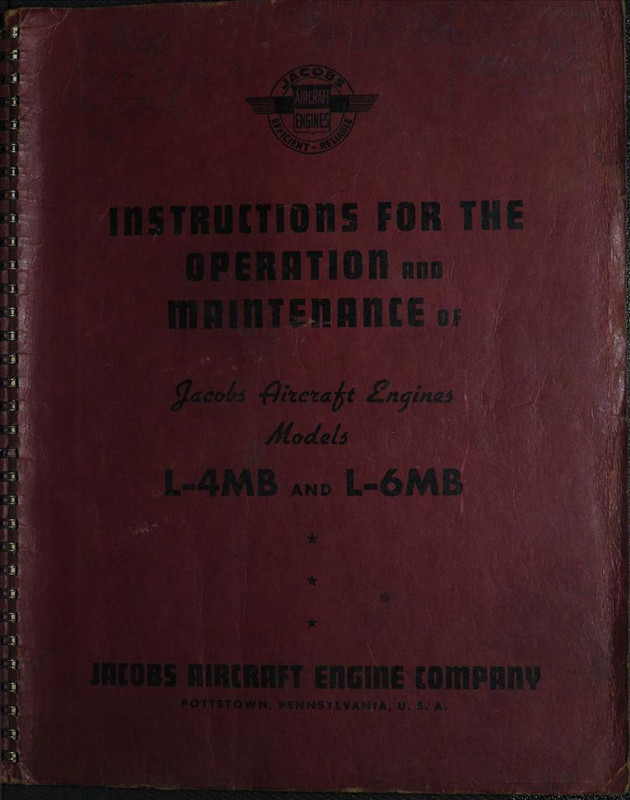 JACOBS
AIRCRAFT
ENGINES
EFFICIENT - RELIABLE
INSTRUCTIONS FOR THE
OPERATION AND
MAINTENANCE OF
Jacobs Aircraft Engines
Models
L-4MB AND L-6MB
JACOBS AIRCRAFT ENGINE COMPANY
POTTSTOWN, PENNSYLVANIA, U. S. A.